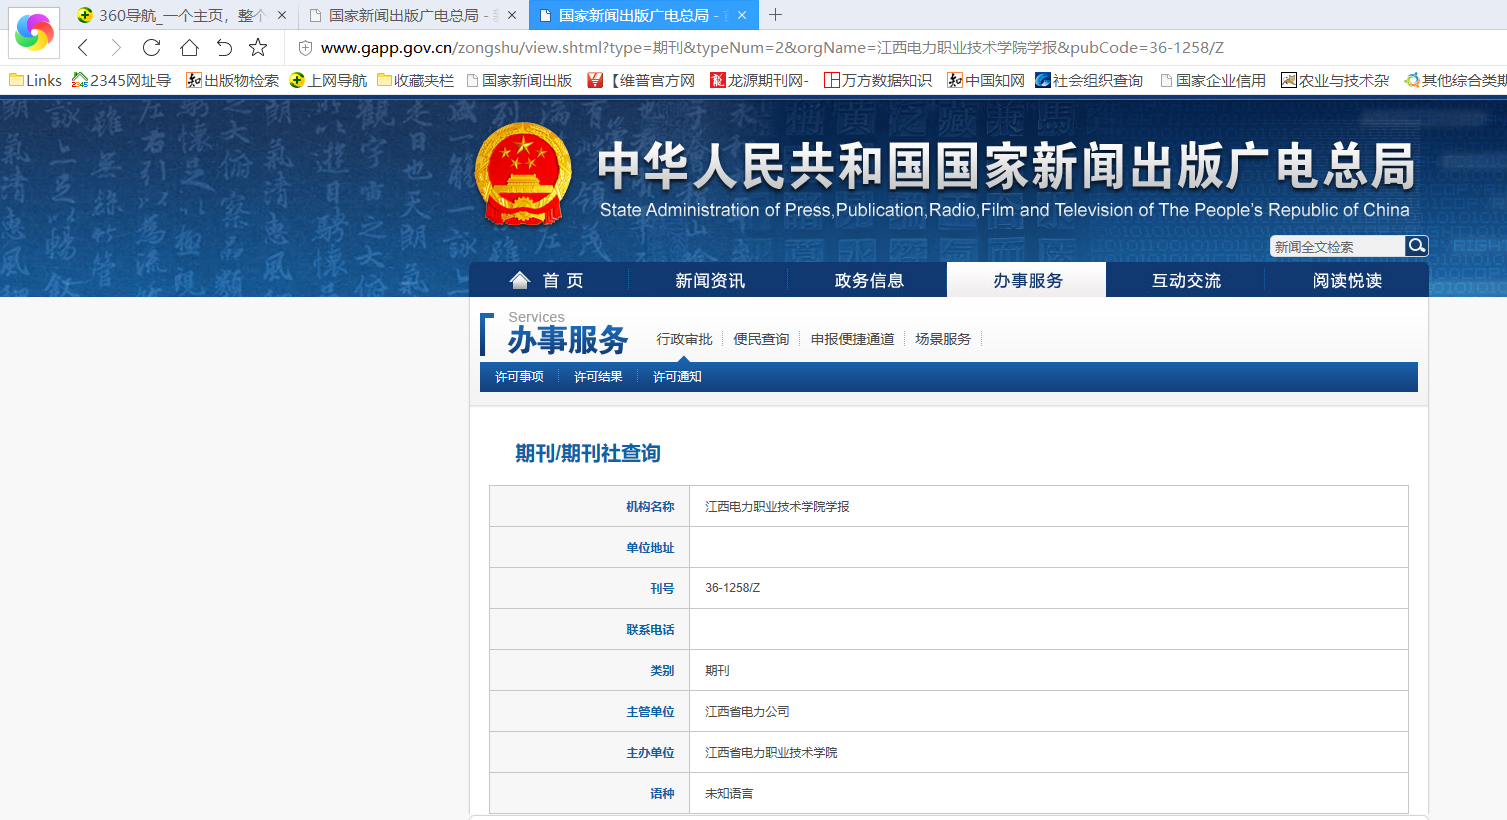 360导航_一个主页，整个
国家新闻出版广电总局 -
国家新闻出版广电总局 -
www.gapp.gov.cn/zongshu/view.shtml?type=期刊&typeNum=2&orgName=江西电力职业技术学院学报&pubCode=36-1258/Z
Links 2345网址导 出版物检索 上网导航 收藏夹栏 国家新闻出版 【维普官方网 龙源期刊网- 万方数据知识 中国知网 社会组织查询 国家企业信用 农业与技术杂 其他综合类期
中华人民共和国国家新闻出版广电总局
State Administration of Press,Publication,Radio,Film and Television of The People's Republic of China
新闻全文检索
首 页 新闻资讯 政务信息 办事服务 互动交流 阅读悦读
Services
办事服务 行政审批 便民查询 申报便捷通道 场景服务
许可事项 许可结果 许可通知
期刊/期刊社查询
机构名称 江西电力职业技术学院学报
单位地址
刊号 36-1258/Z
联系电话
类别 期刊
主管单位 江西省电力公司
主办单位 江西省电力职业技术学院
语种 未知语言